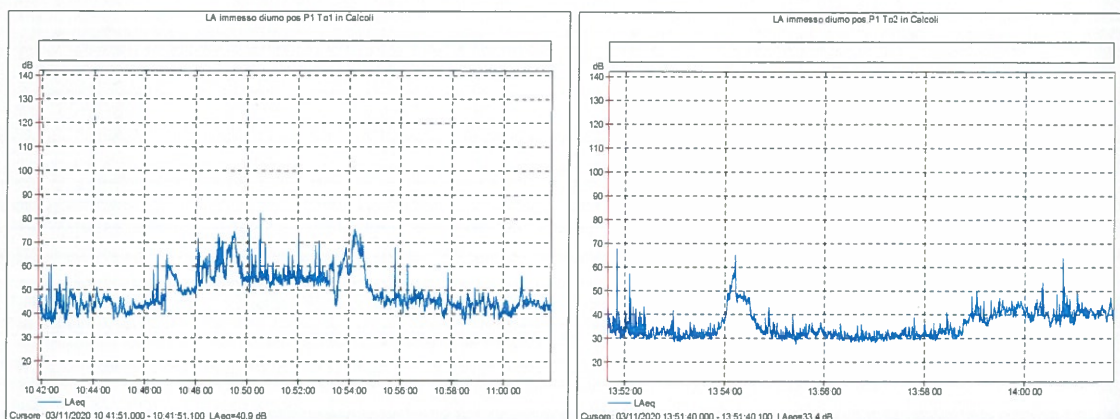 LA immesso diurno pos P1 To1 in Calcoli
dB
140
130
120
110
100
90
80
70
60
50
40
30
20
10:42:00 10:44:00 10:46:00 10:48:00 10:50:00 10:52:00 10:54:00 10:56:00 10:58:00 11:00:00
LAeq
Cursore: 03/11/2020 10:41:51.000 - 10:41:51.100 LAeq=40.9 dB
LA immesso diurno pos P1 To2 in Calcoli
dB
140
130
120
110
100
90
80
70
60
50
40
30
20
13:52:00 13:54:00 13:56:00 13:58:00 14:00:00
LAeq
Cursore: 03/11/2020 13:51:40.000 - 13:51:40.100 LAeq=33.4 dB